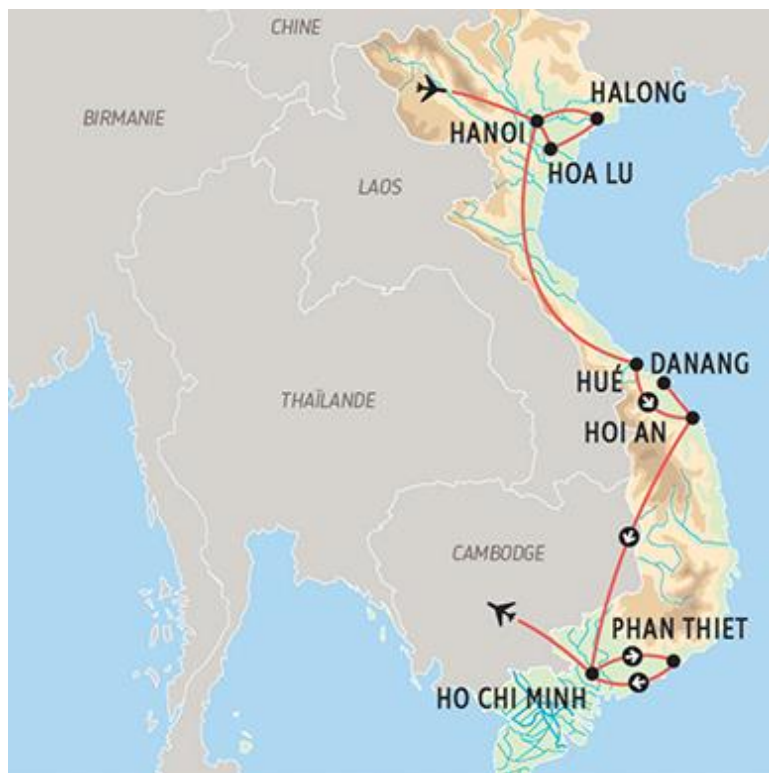 CHINE
BIRMANIE
HALONG
HANOI
HOA LU
LAOS
DANANG
HUÉ
THAÏLANDE
HOI AN
CAMBODGE
PHAN THIET
HO CHI MINH